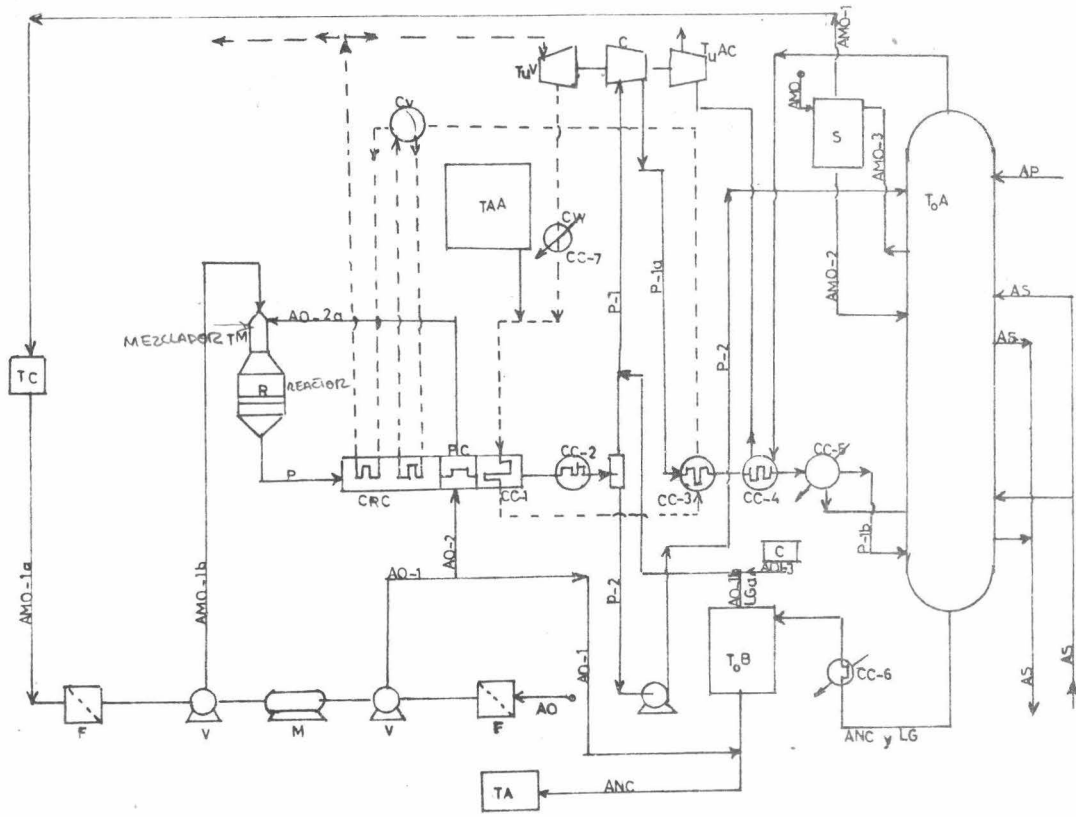 AMO-1
TuV
C
TuAC
Cv
AMO
S
AMO-3
AP
TAA
ToA
CW
CC-7
P-1
P-1a
P-2
AMO-2
AS
AS
AO-2a
MEZCLADOR TM
TC
R
REACTOR
PC
CC-2
CC-5
P
CRC
CC-1
CC-3
CC-4
P-1b
AO-2
C
AMO-1a
AMO-1b
AO-1
P-2
LGa
AO-1
ToB
CC-6
AS
AS
AO
F
V
M
V
F
ANC y LG
TA
ANC